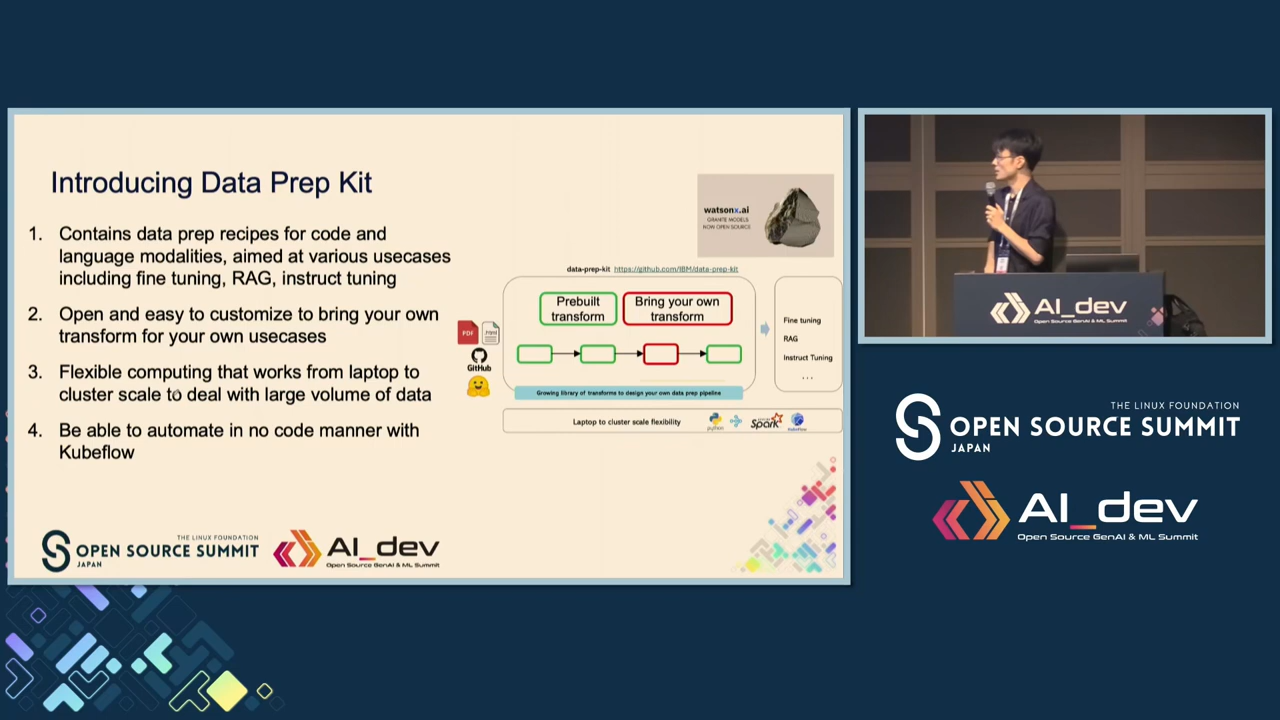 Introducing Data Prep Kit
1. Contains data prep recipes for code and
language modalities, aimed at various usecases
including fine tuning, RAG, instruct tuning
2. Open and easy to customize to bring your own
transform for your own usecases
3. Flexible computing that works from laptop to
cluster scale to deal with large volume of data
4. Be able to automate in no code manner with
Kubeflow
watsonx.ai
GRANITE MODELS
NOW OPEN SOURCE
data-prep-kit https://github.com/IBM/data-prep-kit
Prebuilt
transform
Bring your own
transform
PDF
GitHub
Fine tuning
RAG
Instruct Tuning
...
Growing library of transforms to design your own data prep pipeline
Laptop to cluster scale flexibility
python
Spark
THE LINUX FOUNDATION
OPEN SOURCE SUMMIT
JAPAN
AI_dev
Open Source GenAI & ML Summit
AI_dev
Open Source GenAI & ML Summit
THE LINUX FOUNDATION
OPEN SOURCE SUMMIT
JAPAN
AI_dev
Open Source GenAI & ML Summit